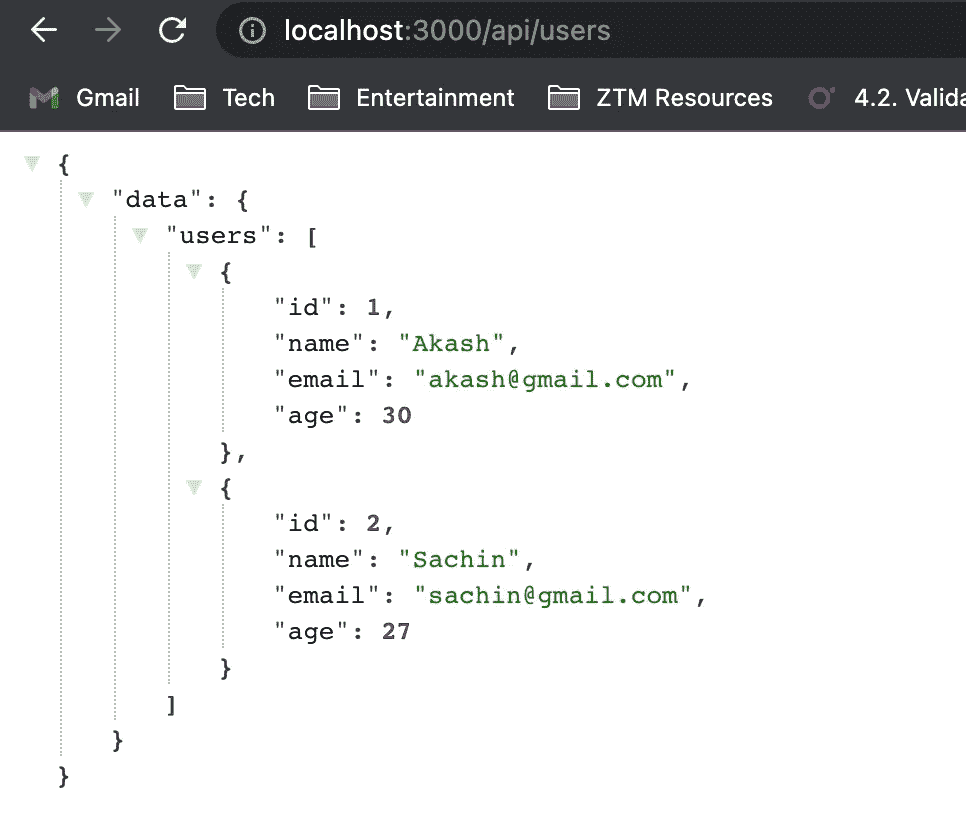 localhost:3000/api/users
Gmail Tech Entertainment ZTM Resources 4.2. Valida
{
"data": {
"users": [
{
"id": 1,
"name": "Akash",
"email": "akash@gmail.com",
"age": 30
},
{
"id": 2,
"name": "Sachin",
"email": "sachin@gmail.com",
"age": 27
}
]
}
}